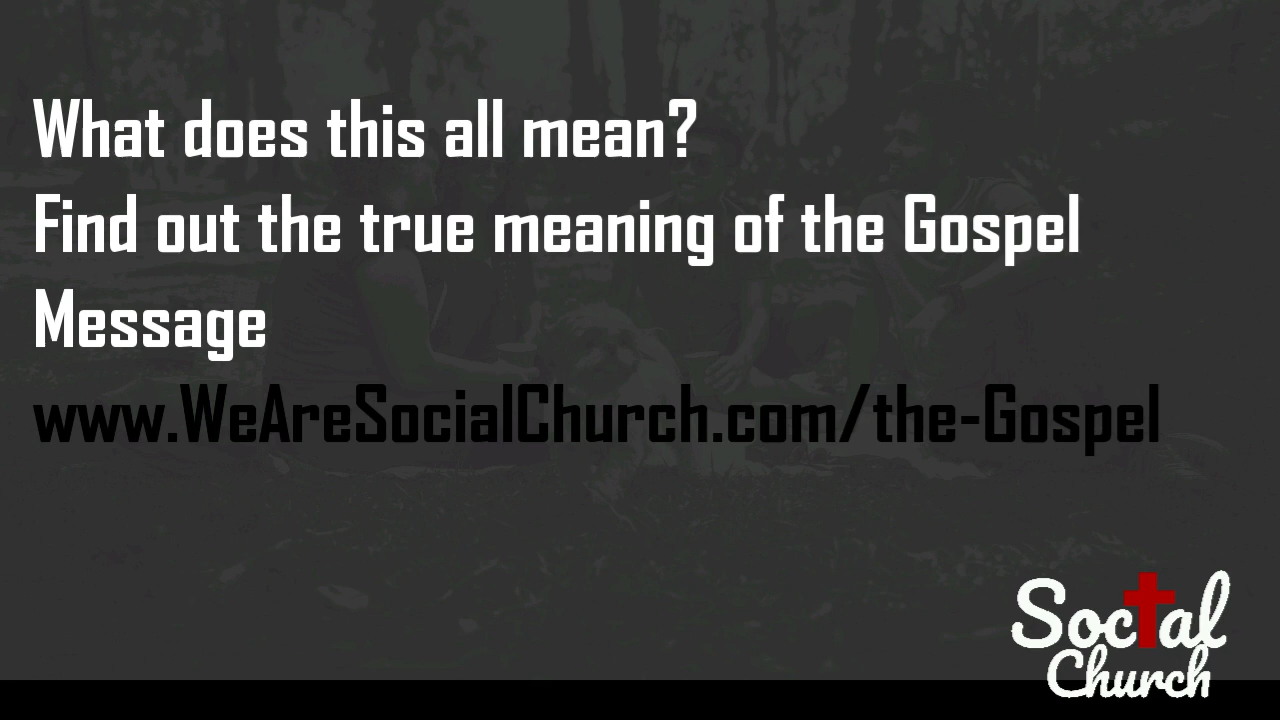 What does this all mean?
Find out the true meaning of the Gospel
Message
www.WeAreSocialChurch.com/the-Gospel
Social
Church